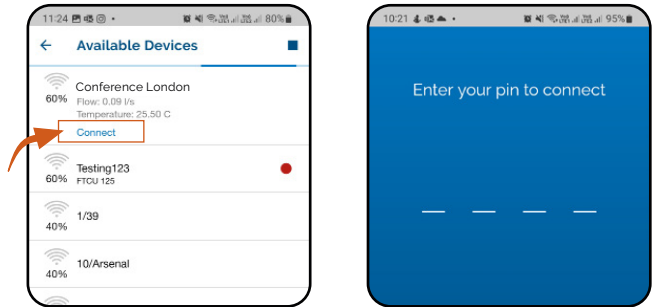 11:24
80%
Available Devices
Conference London
60%
Flow: 0.09 l/s
Temperature: 25.50 C
Connect
Testing123
60%
FTCU 125
1/39
40%
10/Arsenal
40%
10:21
95%
Enter your pin to connect